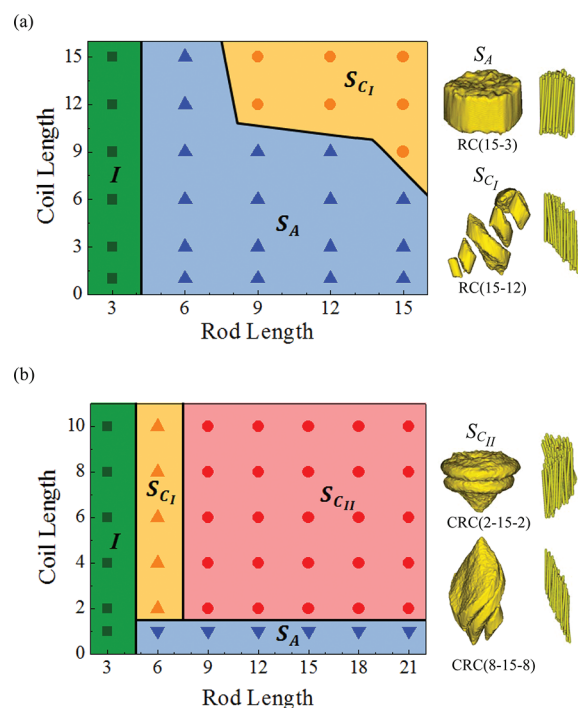 (a)
15
12
9
6
3
0
Coil Length
I
S_A
S_{C_I}
3
6
9
12
15
Rod Length
S_A
RC(15-3)
S_{C_I}
RC(15-12)
(b)
10
8
6
4
2
0
Coil Length
I
S_{C_I}
S_{C_{II}}
S_A
3
6
9
12
15
18
21
Rod Length
S_{C_{II}}
CRC(2-15-2)
CRC(8-15-8)